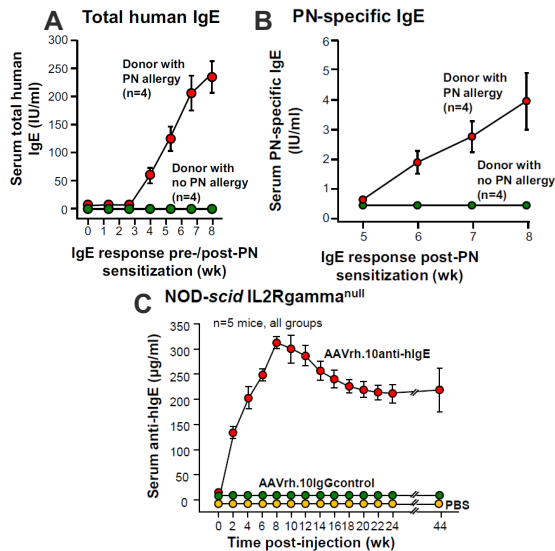 A Total human IgE
Serum total human
IgE (IU/ml)
300
250
200
150
100
50
0
Donor with
PN allergy
(n=4)
Donor with
no PN allergy
(n=4)
0 1 2 3 4 5 6 7 8
IgE response pre-/post-PN
sensitization (wk)
B PN-specific IgE
Serum PN-specific IgE
(IU/ml)
6
5
4
3
2
1
0
Donor with
PN allergy
(n=4)
Donor with
no PN allergy
(n=4)
5 6 7 8
IgE response post-PN
sensitization (wk)
C NOD-scid IL2Rgammanull
Serum anti-hIgE (µg/ml)
350
300
250
200
150
100
50
0
n=5 mice, all groups
AAVrh.10anti-hIgE
AAVrh.10IgGcontrol
PBS
0 2 4 6 8 10 12 14 16 18 20 22 24 44
Time post-injection (wk)